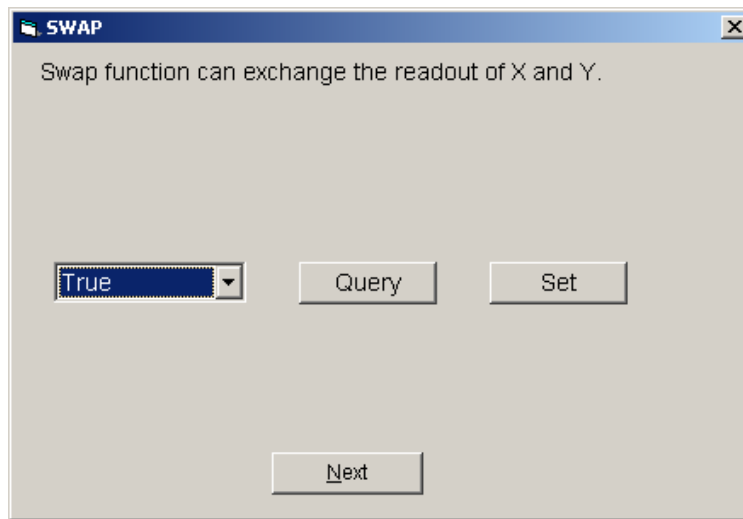 SWAP
Swap function can exchange the readout of X and Y.
True Query Set
Next